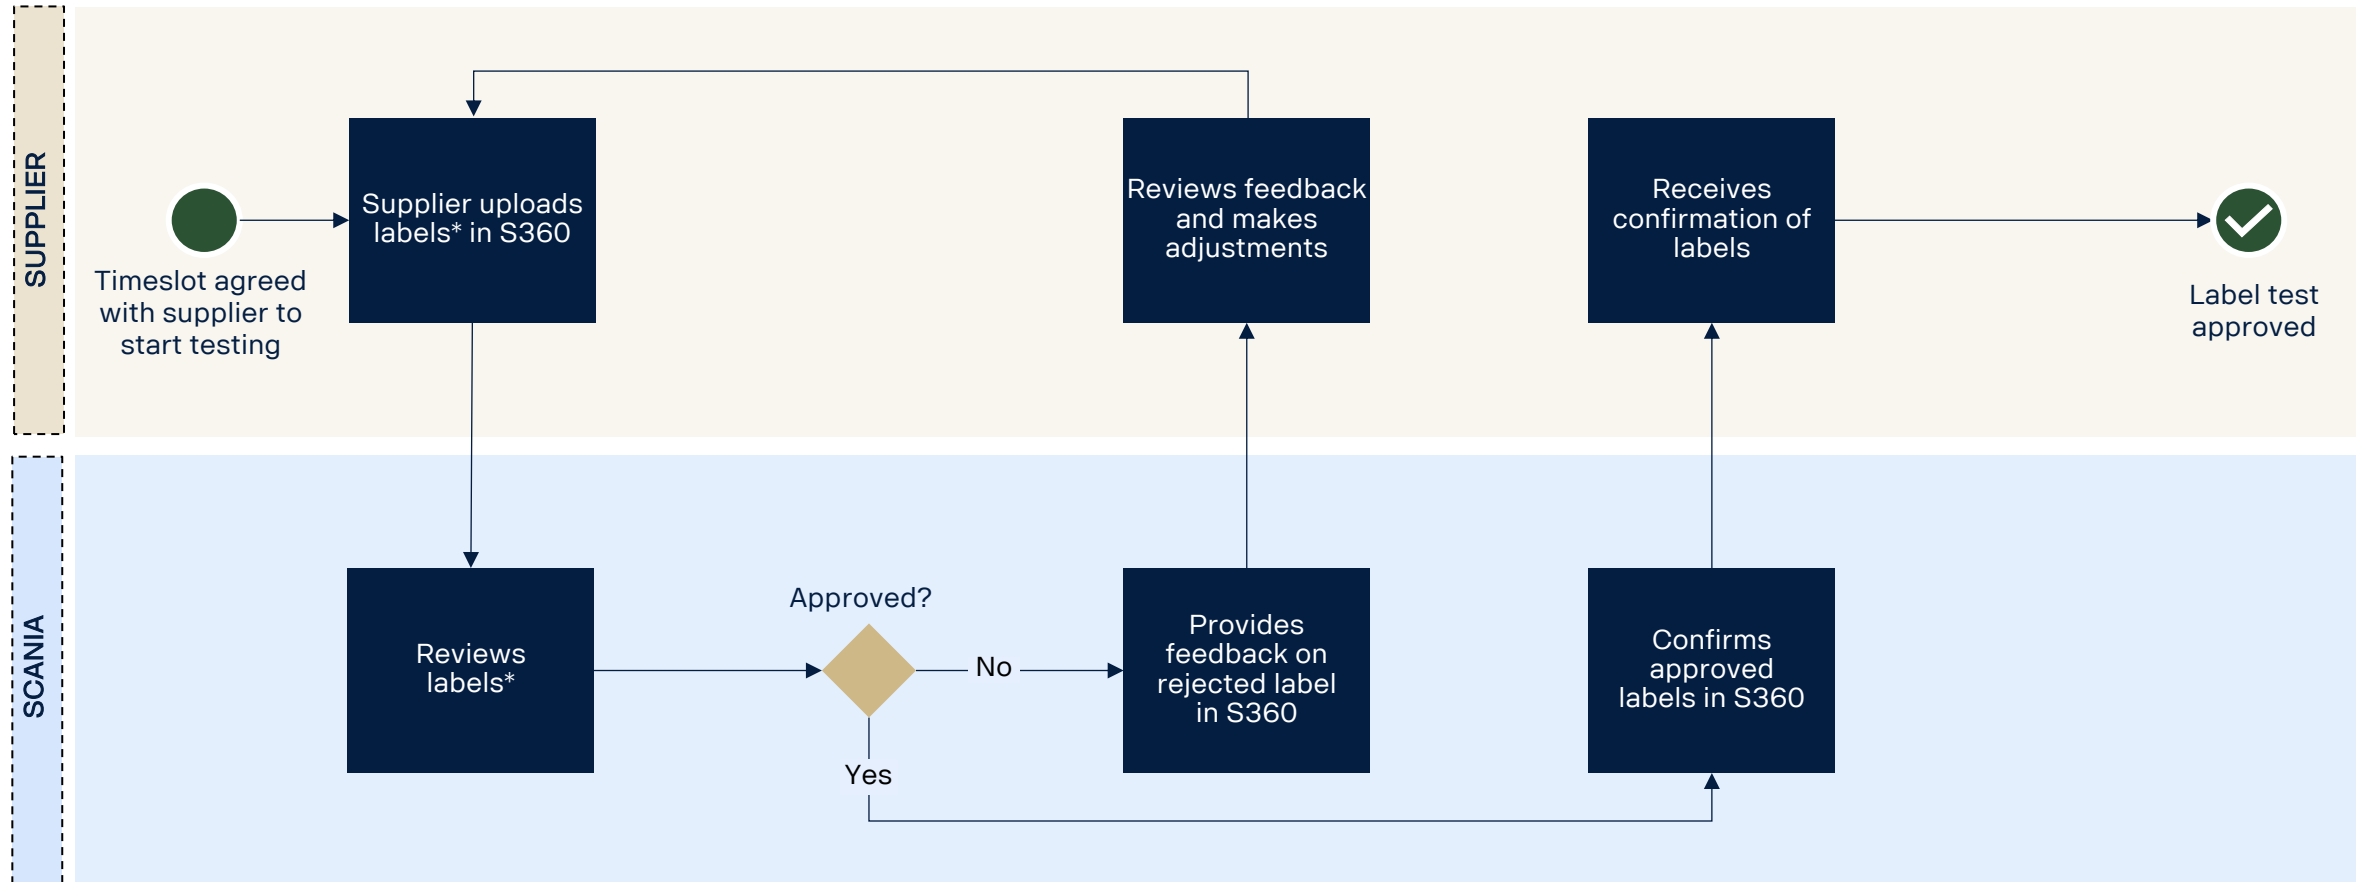 SUPPLIER
Timeslot agreed
with supplier to
start testing
Supplier uploads
labels* in S360
Reviews feedback
and makes
adjustments
Receives
confirmation of
labels
Label test
approved
SCANIA
Reviews
labels*
Approved?
No
Yes
Provides
feedback on
rejected label
in S360
Confirms
approved
labels in S360